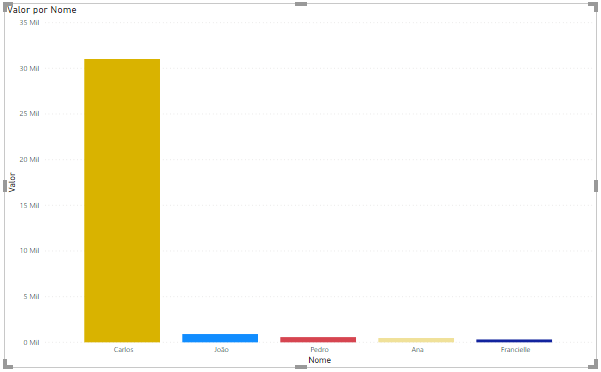 Valor por Nome
35 Mil
30 Mil
25 Mil
20 Mil
15 Mil
10 Mil
5 Mil
0 Mil
Valor
Carlos
João
Pedro
Ana
Francielle
Nome